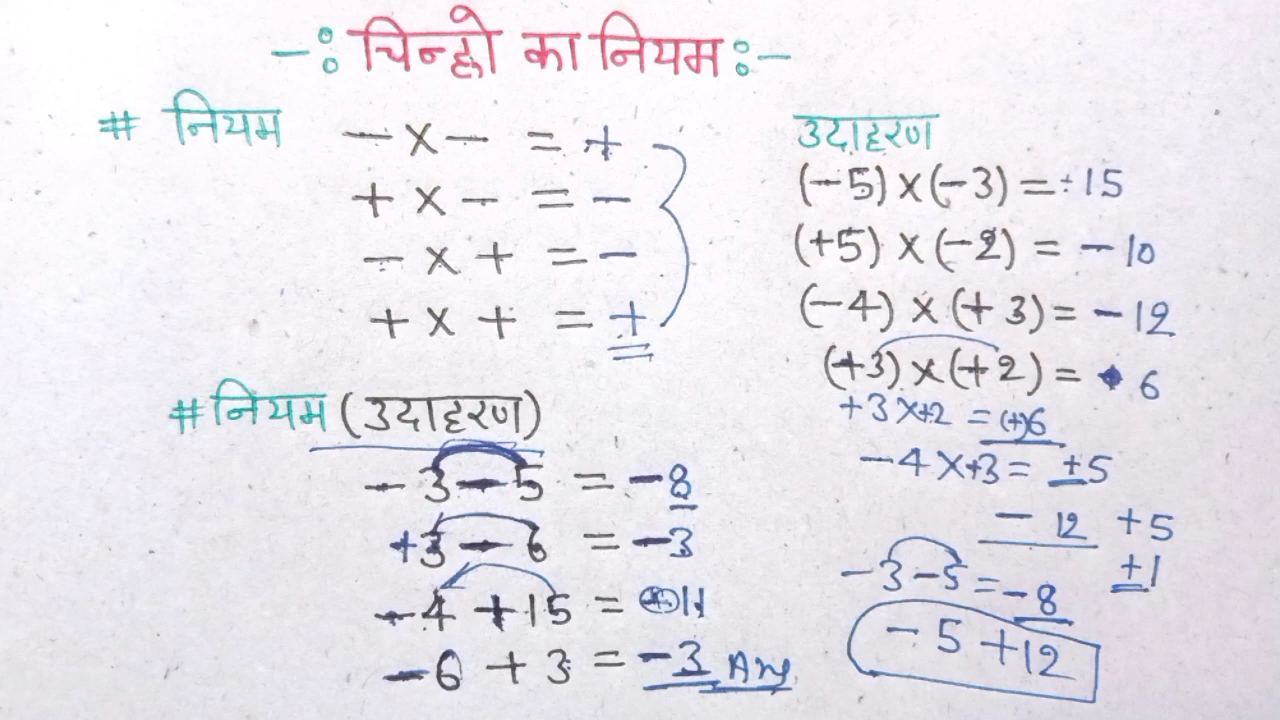 -: चिन्हो का नियम :-
# नियम
- × - = +
+ × - = -
- × + = -
+ × + = +
उदाहरण
(-5) × (-3) = +15
(+5) × (-2) = - 10
(-4) × (+3) = - 12
(+3) × (+2) = + 6
+3 × +2 = (+)6
-4 × +3 = ±5
- 12 +5
±1
-3-5 = -8
-5+12
# नियम (उदाहरण)
- 3 - 5 = -8
+3 - 6 = -3
-4 + 15 = +11
-6 + 3 = -3 Ans